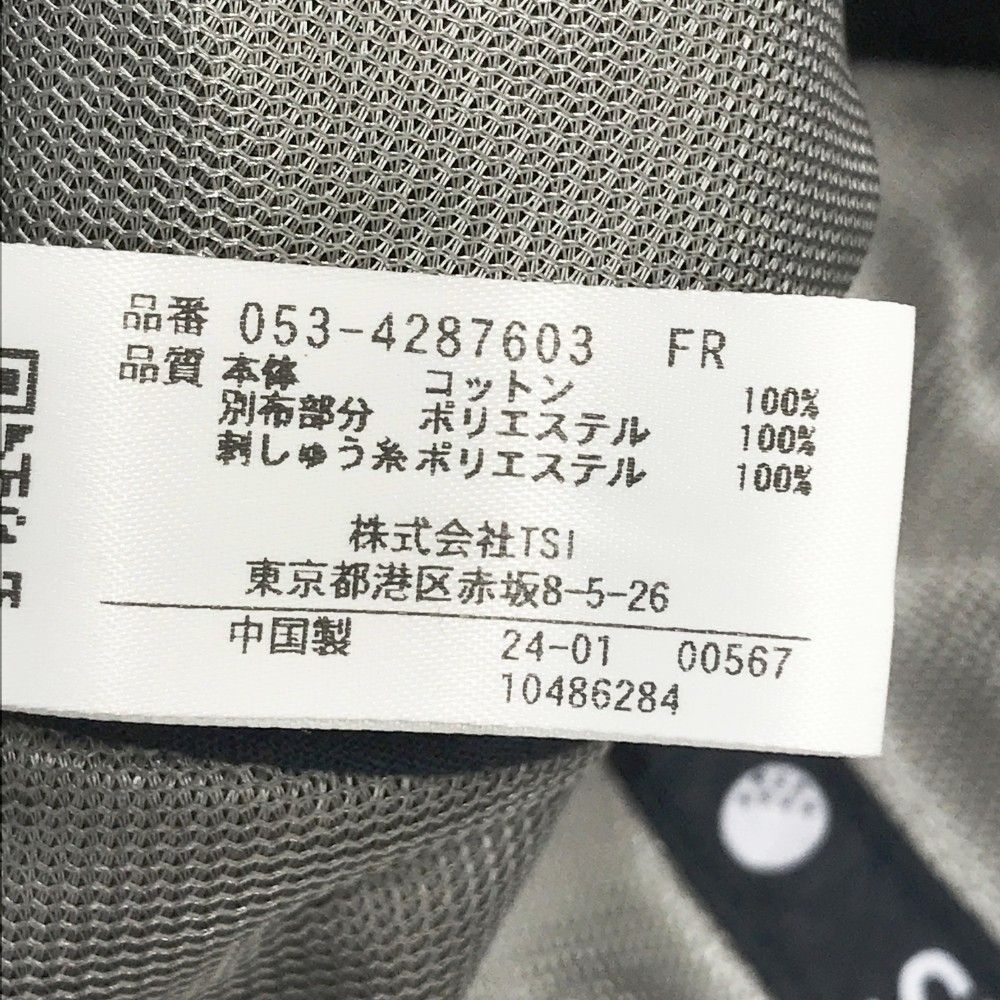 品番 053-4287603 FR
品質 本体 コットン 100%
別布部分 ポリエステル 100%
刺しゅう糸 ポリエステル 100%
株式会社TSI
東京都港区赤坂8-5-26
中国製 24-01 00567
10486284